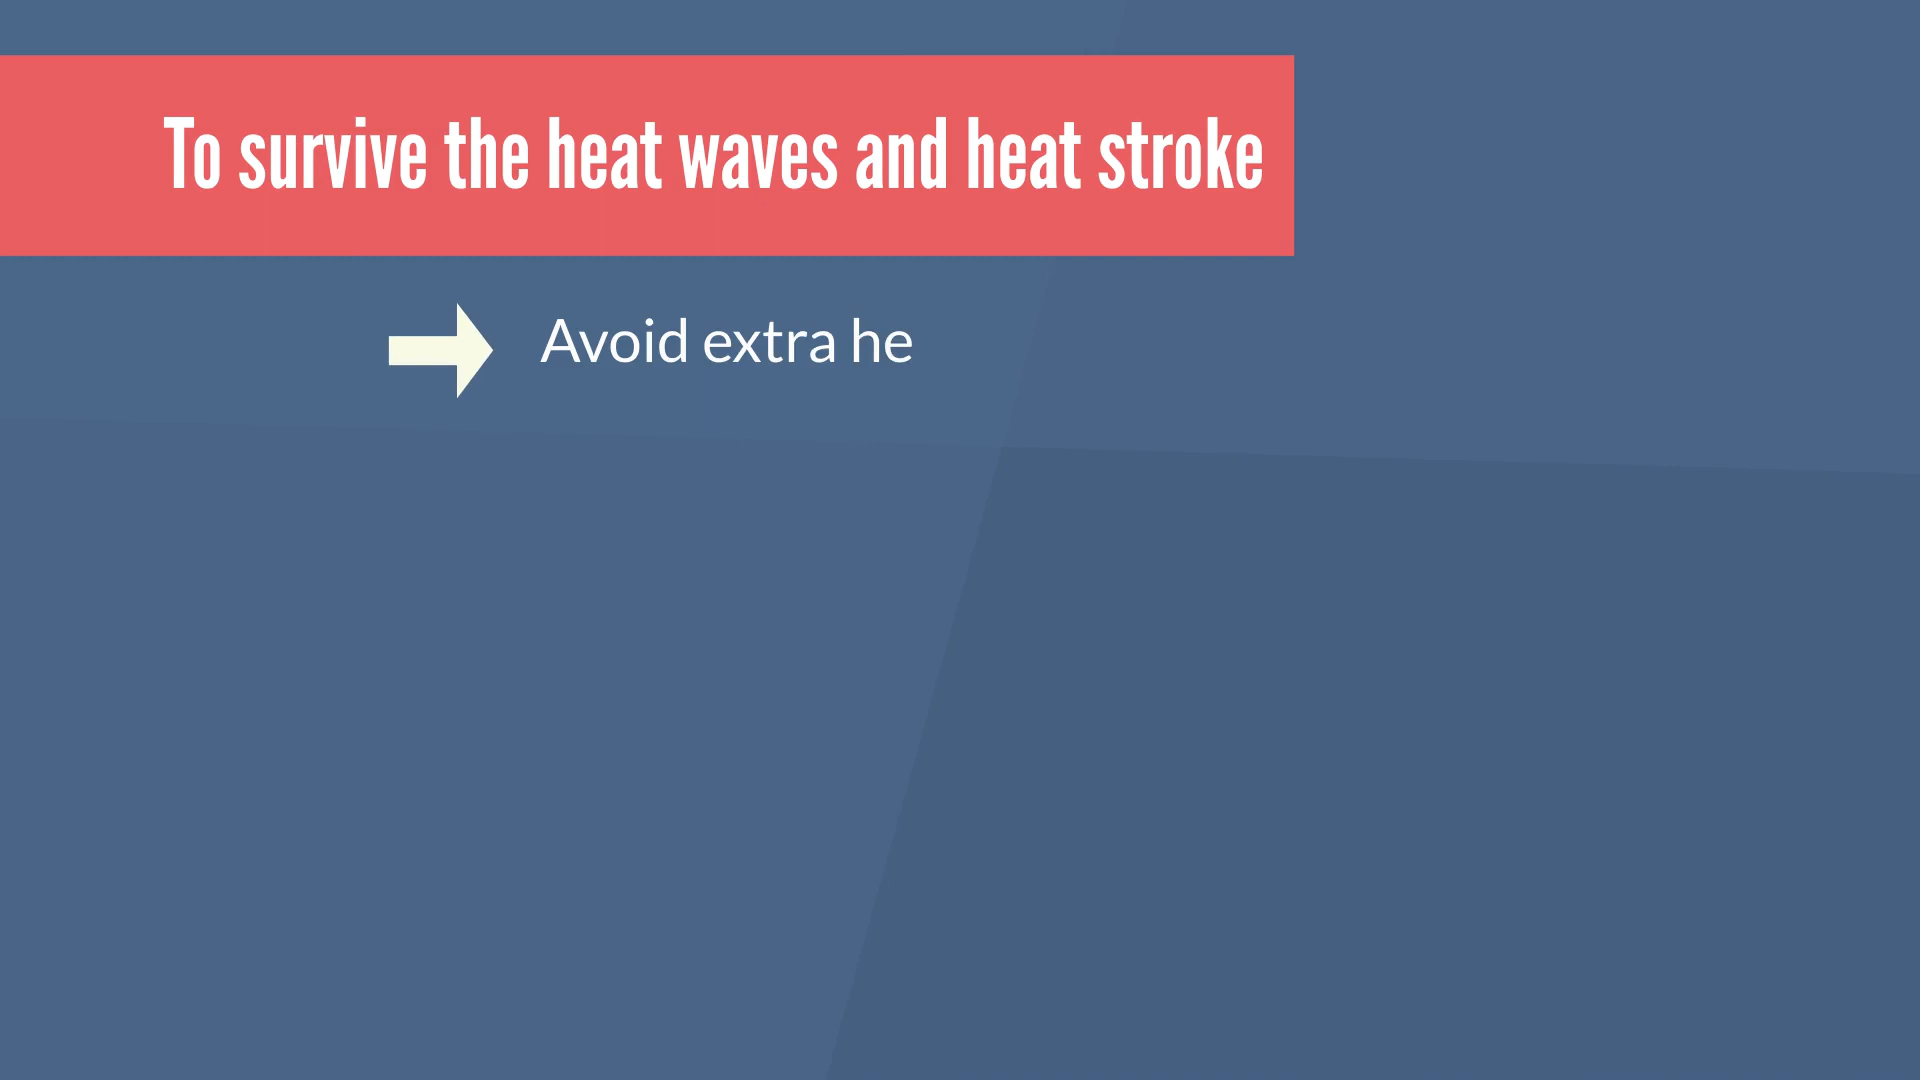 To survive the heat waves and heat stroke
Avoid extra he